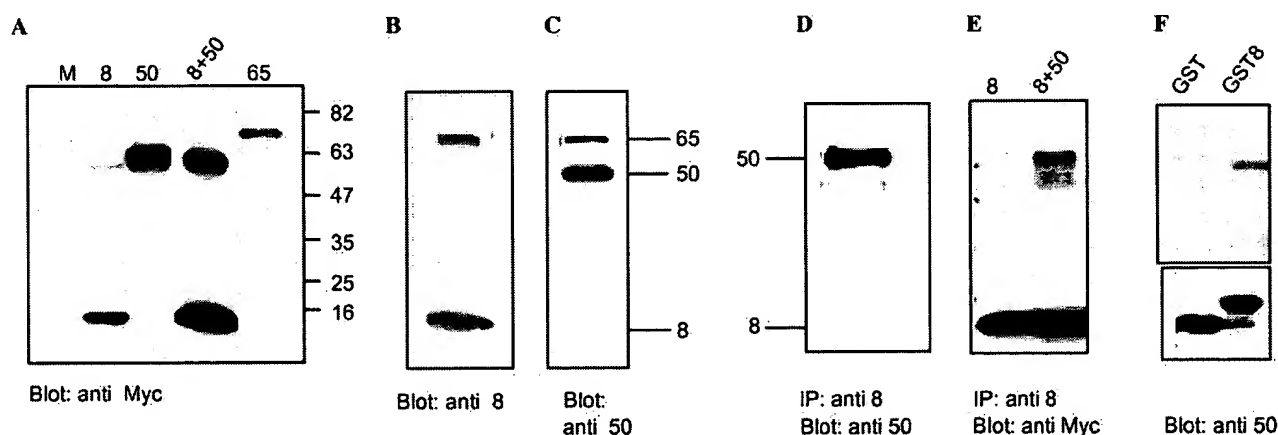 A
M 8 50 8+50 65
82
63
47
35
25
16
Blot: anti Myc
B
Blot: anti 8
C
65
50
8
Blot:
anti 50
D
50
8
IP: anti 8
Blot: anti 50
E
8 8+50
IP: anti 8
Blot: anti Myc
F
GST GST8
Blot: anti 50